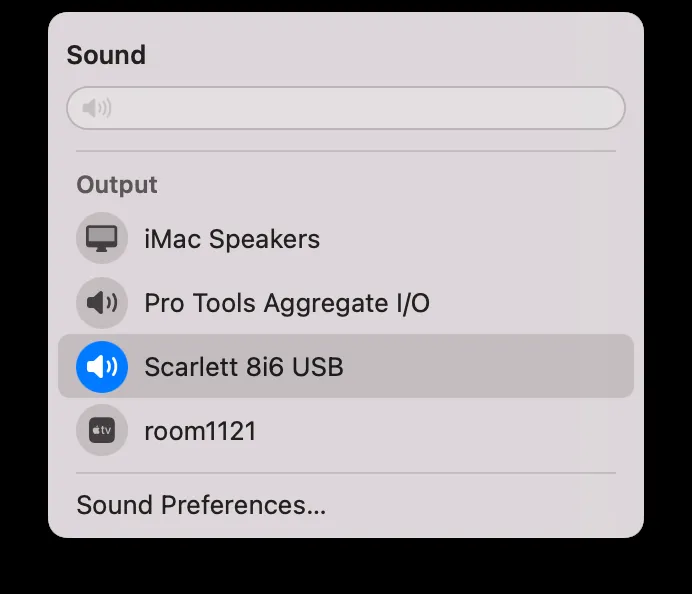 Sound
Output
iMac Speakers
Pro Tools Aggregate I/O
Scarlett 8i6 USB
tv
room1121
Sound Preferences...